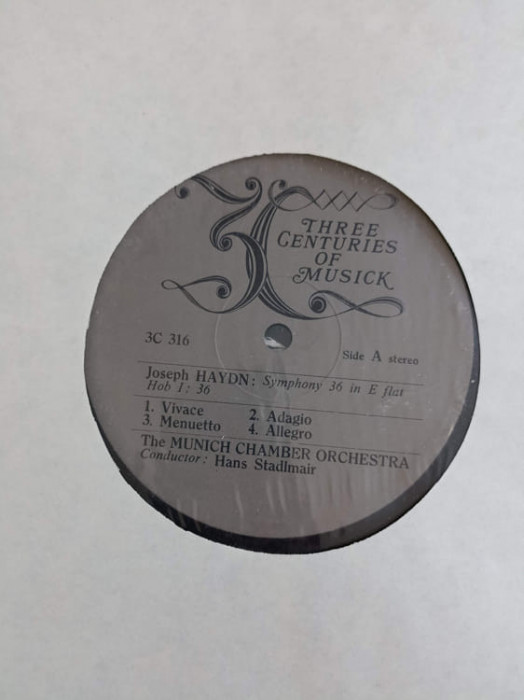 3C
THREE
CENTURIES
OF
MUSICK
3C 316
Side A stereo
Joseph HAYDN: Symphony 36 in E flat
Hob I: 36
1. Vivace 2. Adagio
3. Menuetto 4. Allegro
The MUNICH CHAMBER ORCHESTRA
Conductor: Hans Stadlmair